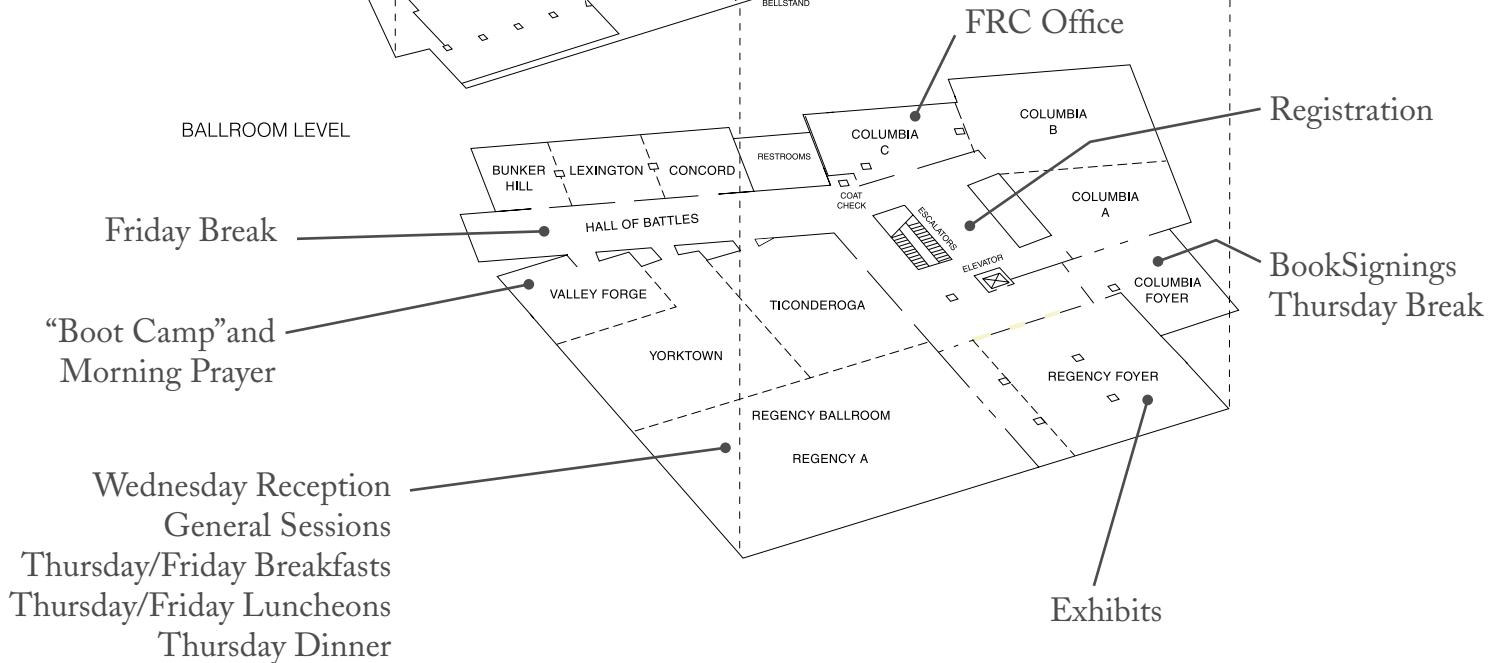 BELLSTAND
FRC Office
BALLROOM LEVEL
COLUMBIA
B
Registration
COLUMBIA
C
RESTROOMS
BUNKER
HILL
LEXINGTON
CONCORD
COAT
CHECK
COLUMBIA
A
HALL OF BATTLES
ESCALATORS
Friday Break
ELEVATOR
BookSignings
Thursday Break
COLUMBIA
FOYER
VALLEY FORGE
TICONDEROGA
“Boot Camp”and
Morning Prayer
YORKTOWN
REGENCY FOYER
REGENCY BALLROOM
REGENCY A
Wednesday Reception
General Sessions
Thursday/Friday Breakfasts
Thursday/Friday Luncheons
Thursday Dinner
Exhibits